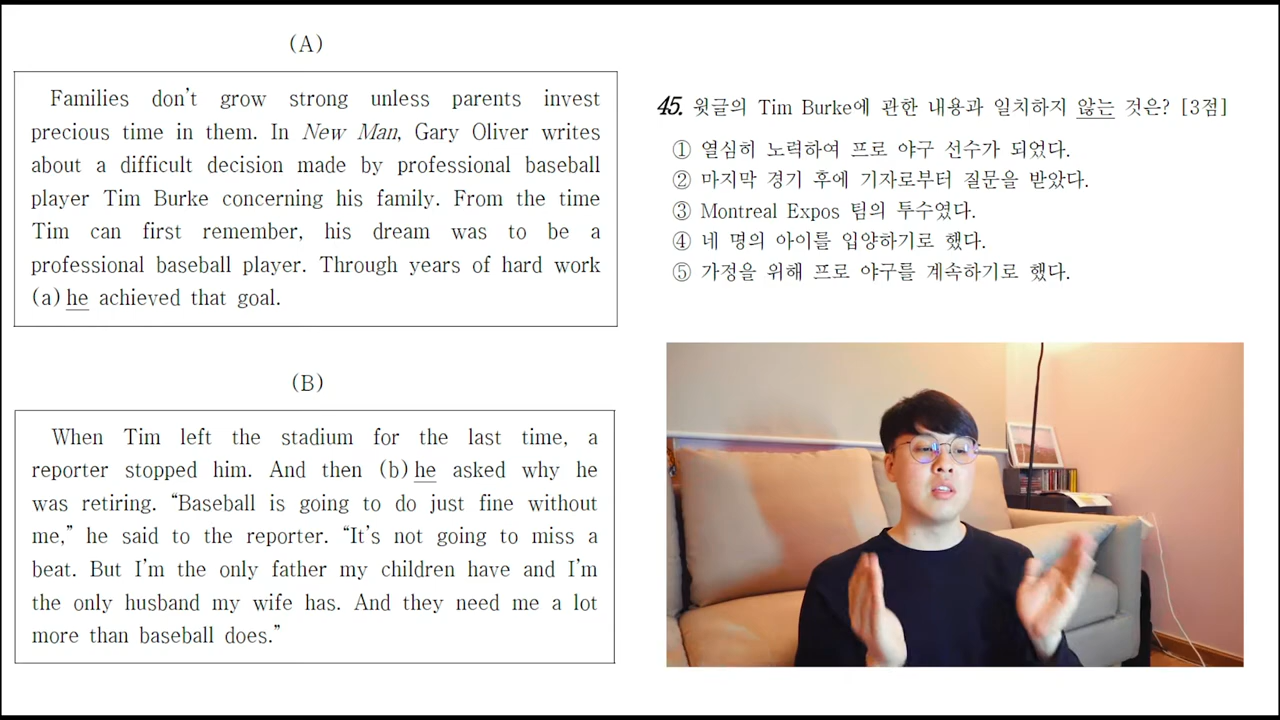 (A)
Families don't grow strong unless parents invest
precious time in them. In New Man, Gary Oliver writes
about a difficult decision made by professional baseball
player Tim Burke concerning his family. From the time
Tim can first remember, his dream was to be a
professional baseball player. Through years of hard work
(a) he achieved that goal.
(B)
When Tim left the stadium for the last time, a
reporter stopped him. And then (b) he asked why he
was retiring. “Baseball is going to do just fine without
me,” he said to the reporter. “It's not going to miss a
beat. But I'm the only father my children have and I'm
the only husband my wife has. And they need me a lot
more than baseball does.”
45. 윗글의 Tim Burke에 관한 내용과 일치하지 않는 것은? [3점]
① 열심히 노력하여 프로 야구 선수가 되었다.
② 마지막 경기 후에 기자로부터 질문을 받았다.
③ Montreal Expos 팀의 투수였다.
④ 네 명의 아이를 입양하기로 했다.
⑤ 가정을 위해 프로 야구를 계속하기로 했다.